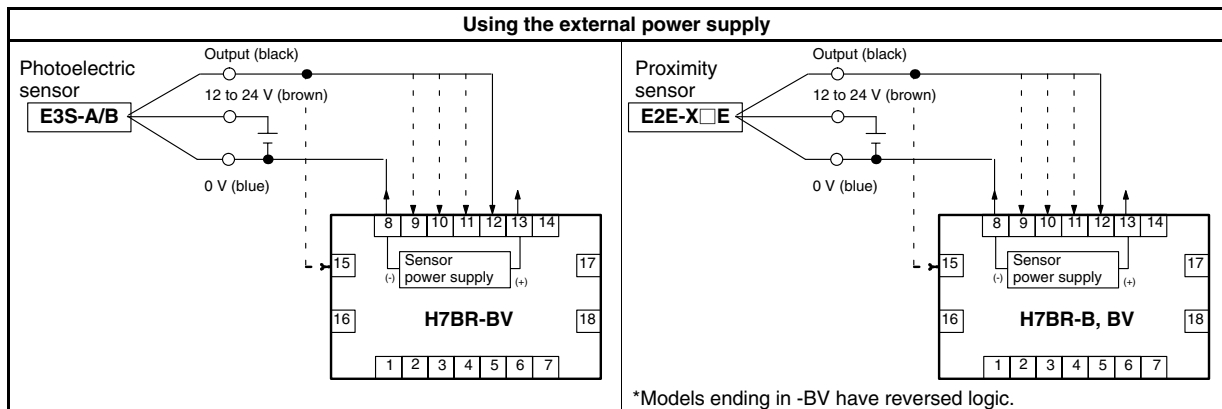 Using the external power supply
Photoelectric
sensor
E3S-A/B
Output (black)
12 to 24 V (brown)
0 V (blue)
8 9 10 11 12 13 14
15
Sensor
power supply
(-)
(+)
17
16
H7BR-BV
18
1 2 3 4 5 6 7
Proximity
sensor
E2E-X□E
Output (black)
12 to 24 V (brown)
0 V (blue)
8 9 10 11 12 13 14
15
Sensor
power supply
(-)
(+)
17
16
H7BR-B, BV
18
1 2 3 4 5 6 7
*Models ending in -BV have reversed logic.